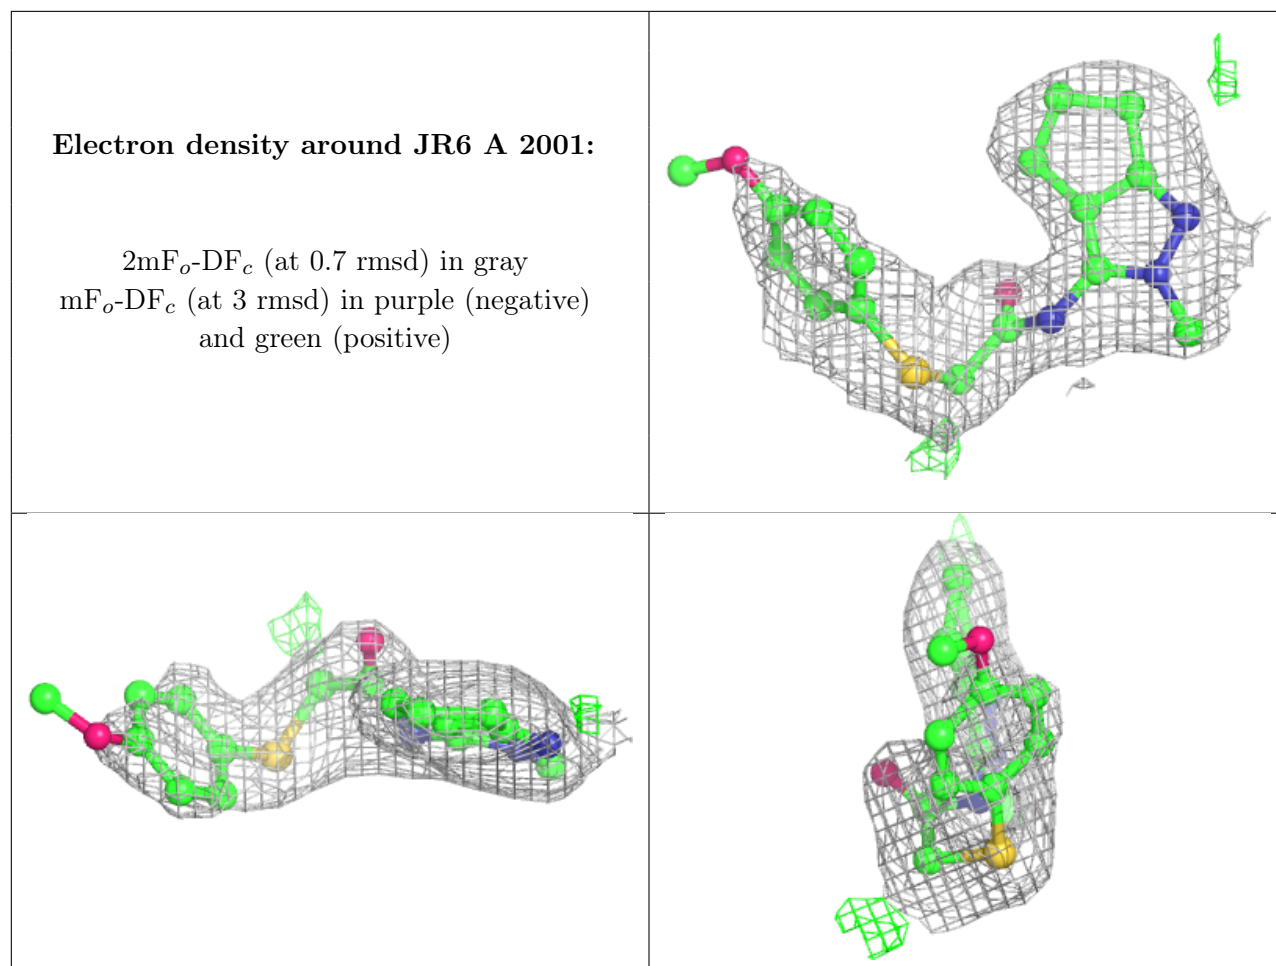 Electron density around JR6 A 2001:
2mFₒ-DF𝒸 (at 0.7 rmsd) in gray
mFₒ-DF𝒸 (at 3 rmsd) in purple (negative)
and green (positive)